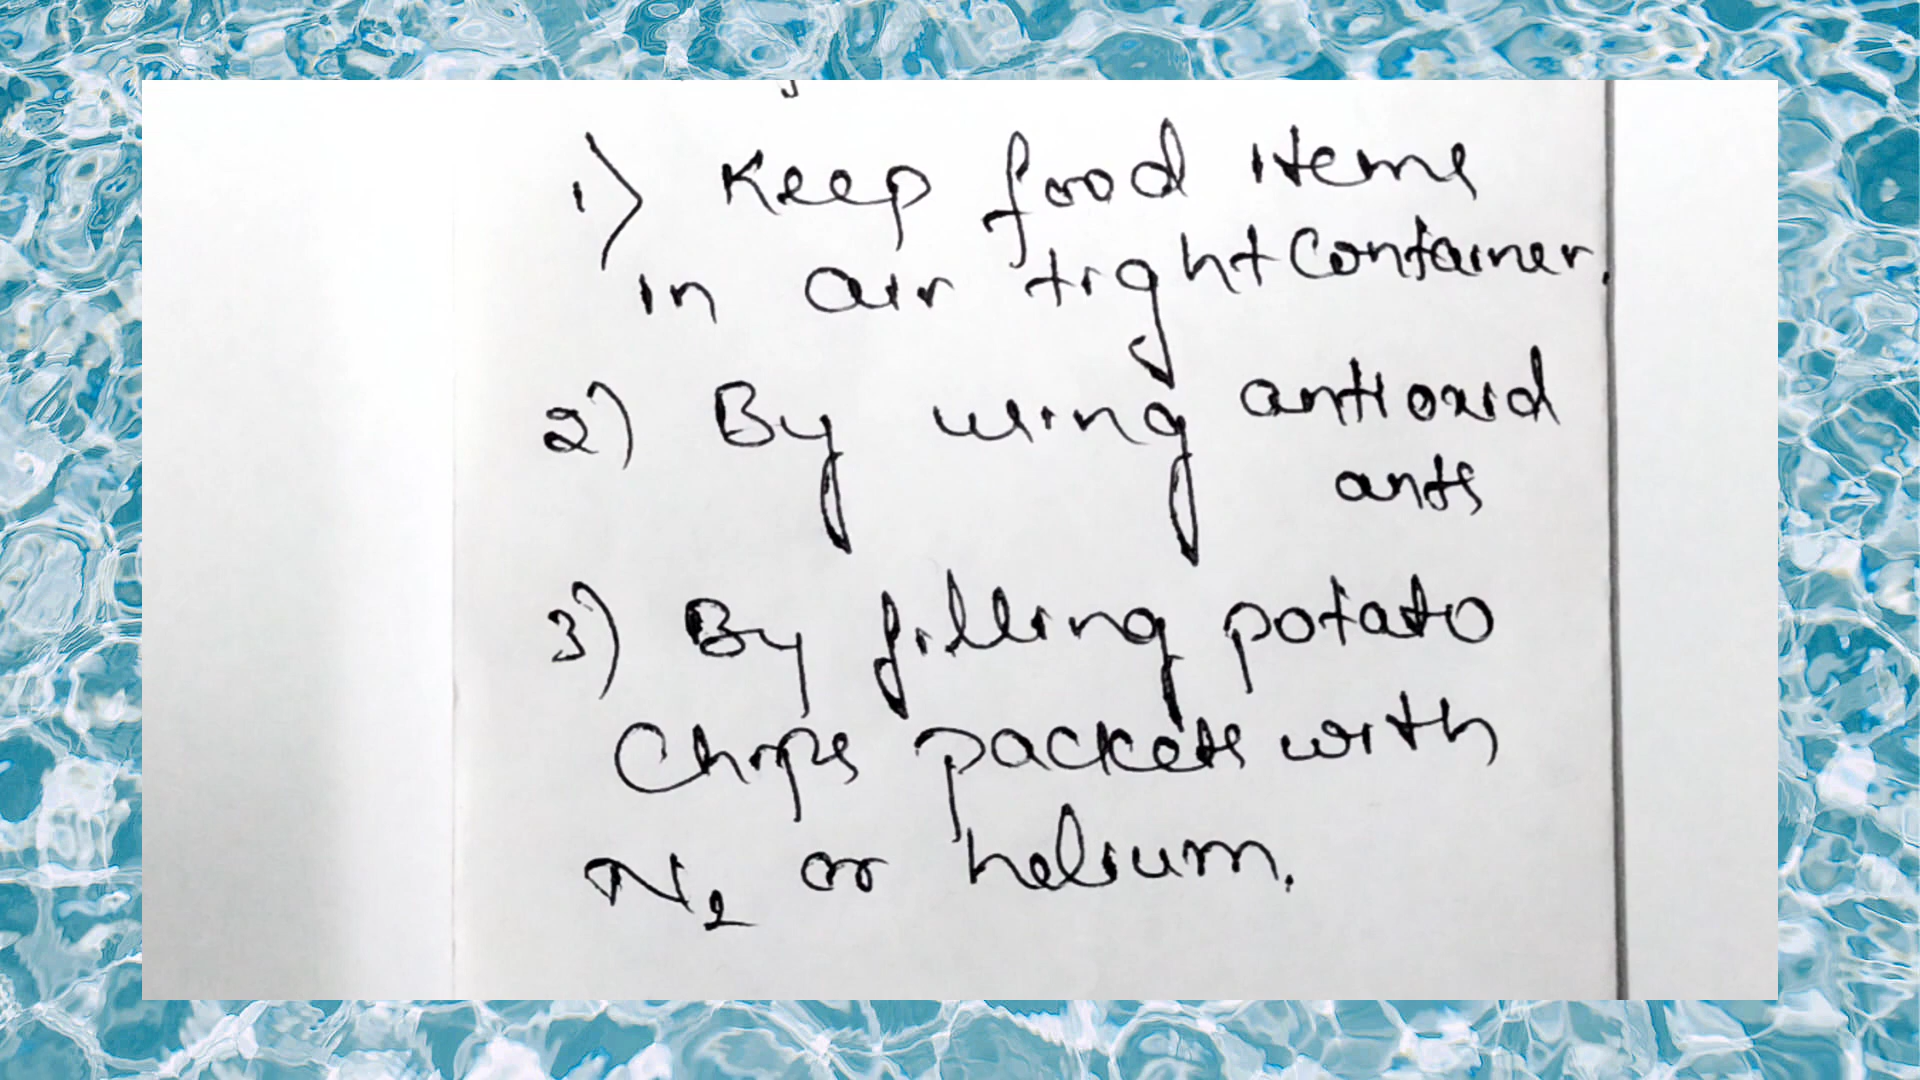 1) Keep food items
in air tight Container.
2) By using antioxid
ants
3) By filling potato
Chips packets with
N₂ or helium.